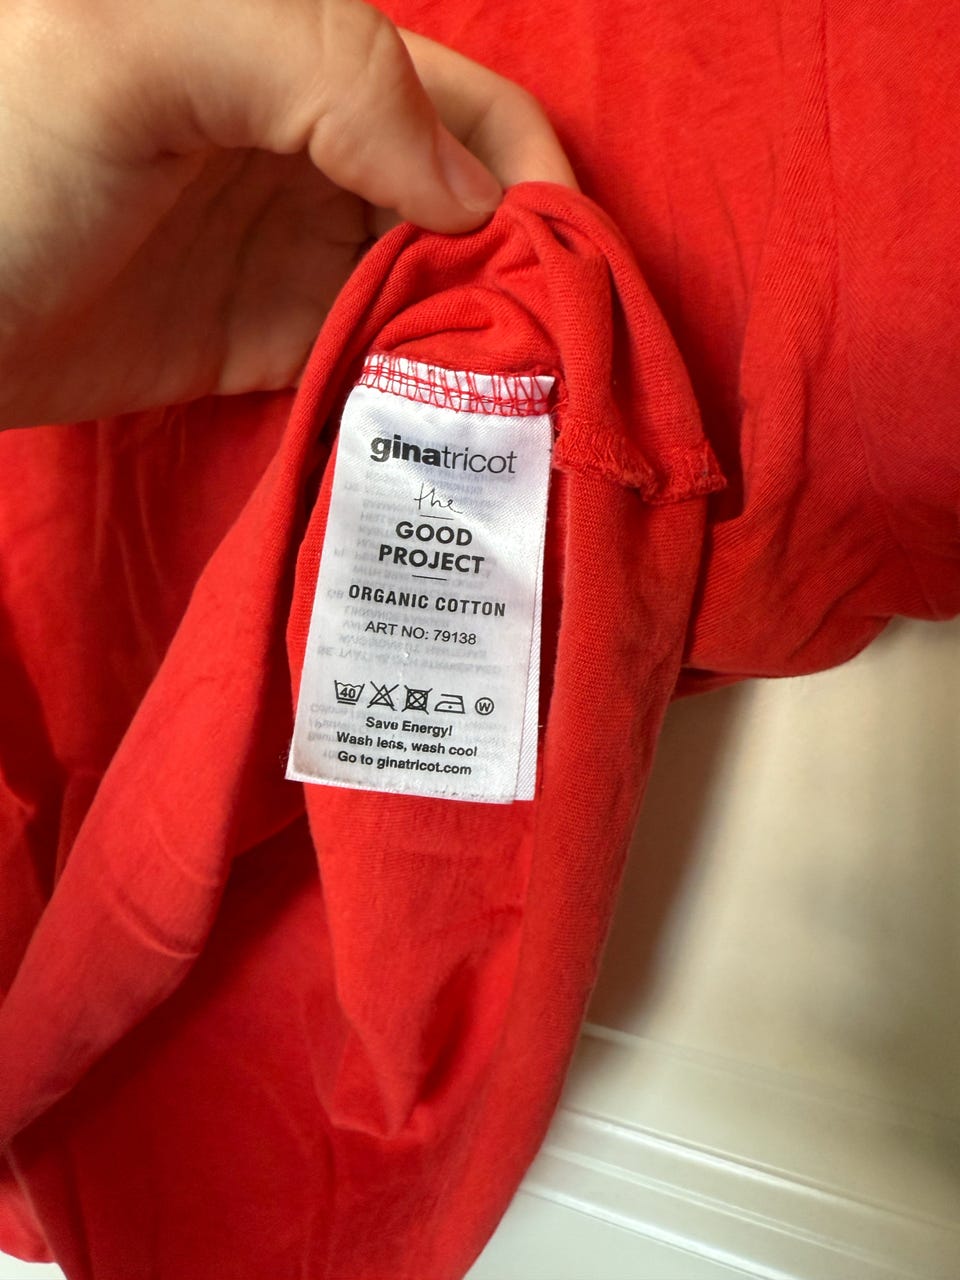 ginatricot
the
GOOD
PROJECT
ORGANIC COTTON
ART NO: 79138
40 W
Save Energy!
Wash less, wash cool
Go to ginatricot.com